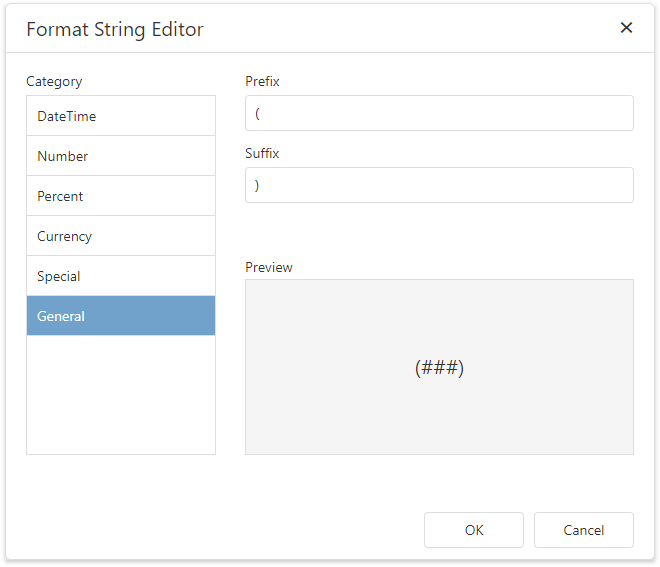 Format String Editor
Category
DateTime
Number
Percent
Currency
Special
General
Prefix
(
Suffix
)
Preview
(###)
OK
Cancel